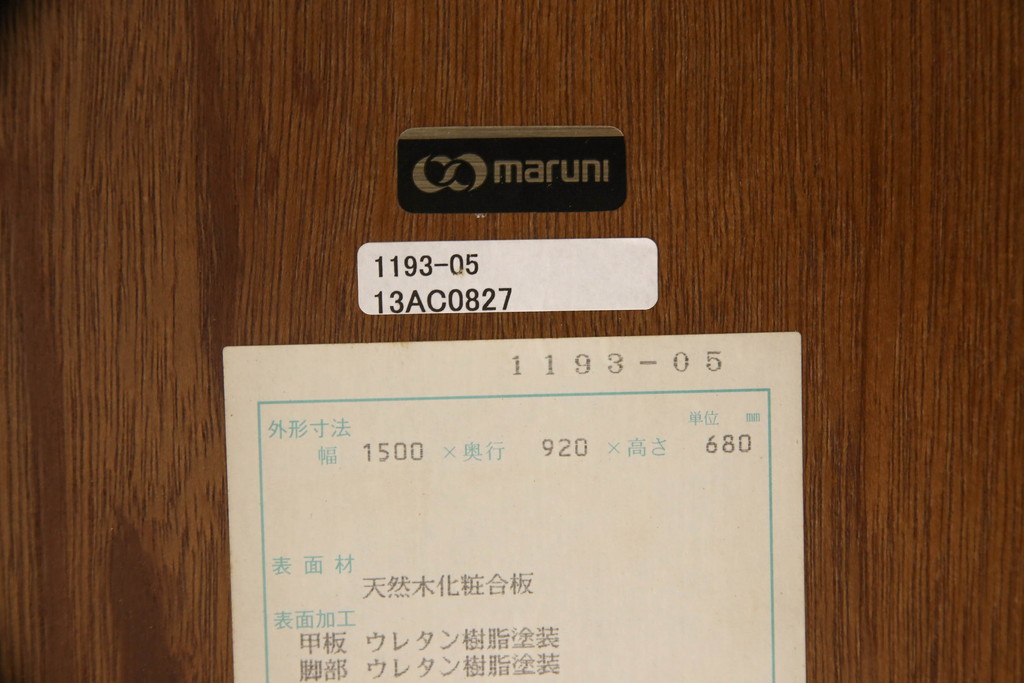 maruni
1193-05
13AC0827
1193-05
単位 mm
外形寸法
幅 1500 ×奥行 920 ×高さ 680
表面材
天然木化粧合板
表面加工
甲板 ウレタン樹脂塗装
脚部 ウレタン樹脂塗装